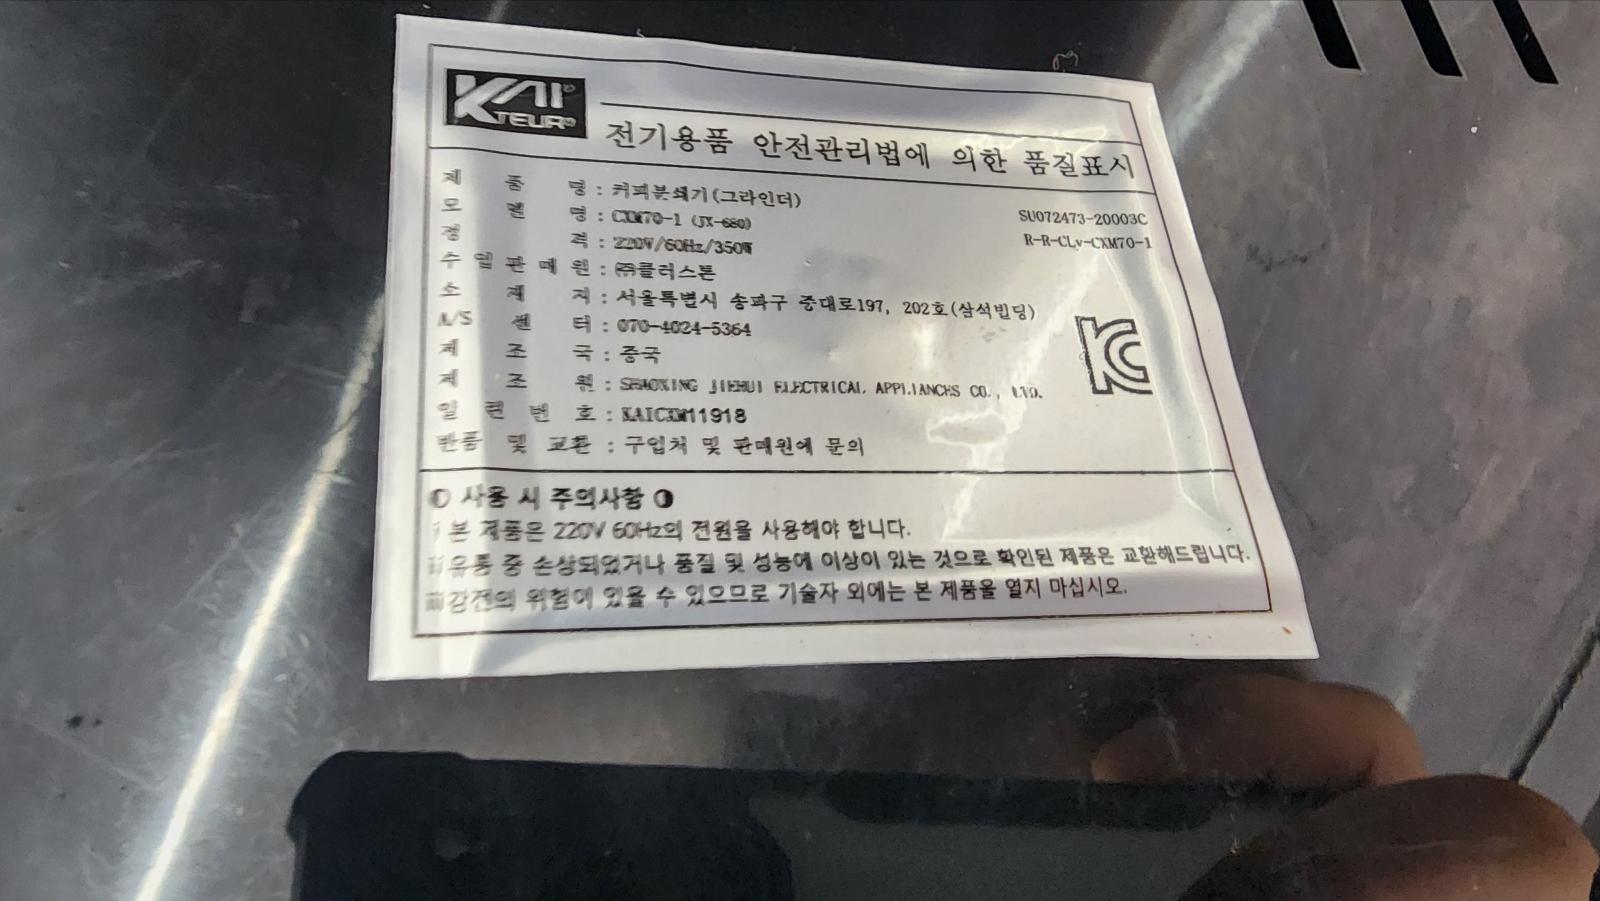 KAI
TEUR
전기용품 안전관리법에 의한 품질표시
제 품 명 : 커피분쇄기(그라인더)
모 델 명 : CXM70-1 (JX-680)
SU072473-20003C
정 격 : 220V/60Hz/350W
R-R-CLv-CXM70-1
수 입 판 매 원 : ㈜클러스톤
소 재 지 : 서울특별시 송파구 중대로197, 202호(삼석빌딩)
A/S 센 터 : 070-4024-5364
제 조 국 : 중국
제 조 원 : SHAOXING JIEHUI ELECTRICAL APPLIANCES CO., LTD.
일 련 번 호 : KAICXM11918
반품 및 교환 : 구입처 및 판매원에 문의
◐ 사용 시 주의사항 ◑
ⅰ본 제품은 220V 60Hz의 전원을 사용해야 합니다.
ⅱ유통 중 손상되었거나 품질 및 성능에 이상이 있는 것으로 확인된 제품은 교환해드립니다.
ⅲ감전의 위험이 있을 수 있으므로 기술자 외에는 본 제품을 열지 마십시오.